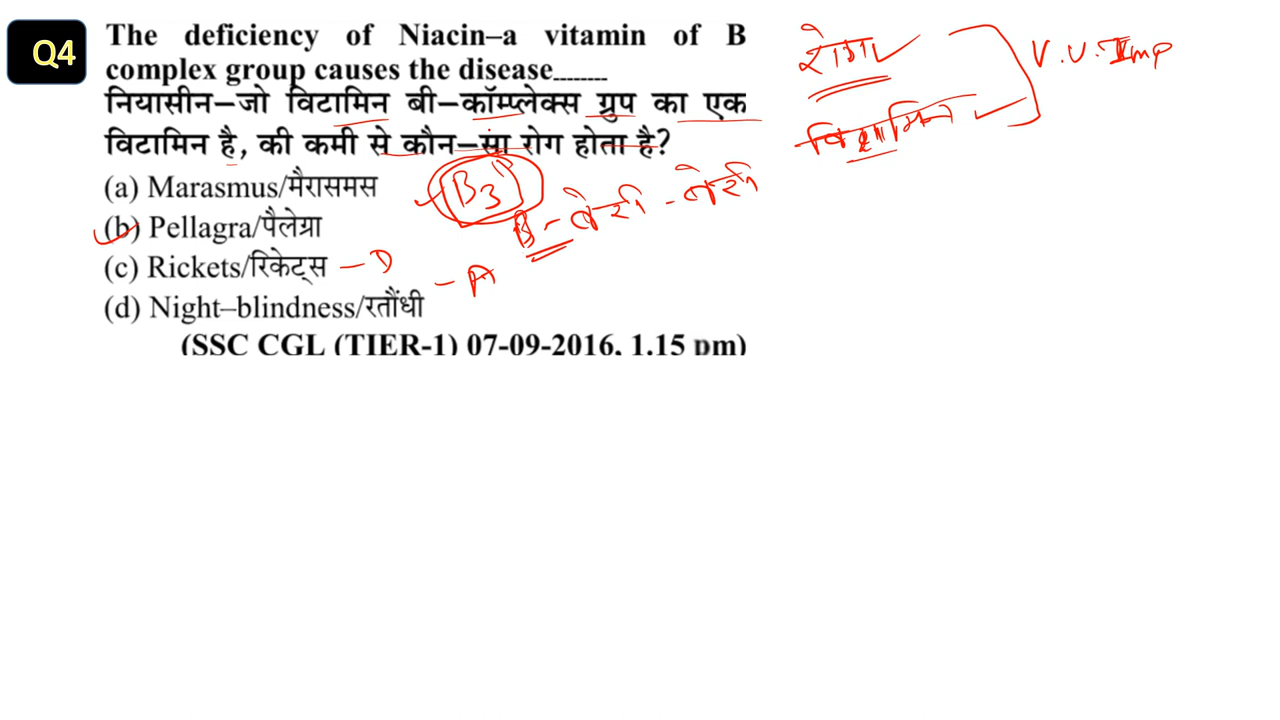 Q4
The deficiency of Niacin–a vitamin of B
complex group causes the disease........
नियासीन–जो विटामिन बी–कॉम्प्लेक्स ग्रुप का एक
विटामिन है, की कमी से कौन–सा रोग होता है?
(a) Marasmus/मैरासमस
(b) Pellagra/पैलेग्रा
(c) Rickets/रिकेट्स – D
(d) Night–blindness/रतौंधी – A
(SSC CGL (TIER-1) 07-09-2016, 1.15 pm)
B3
B - बेरी - बेरी
रोग
विटामिन
V.V.Imp